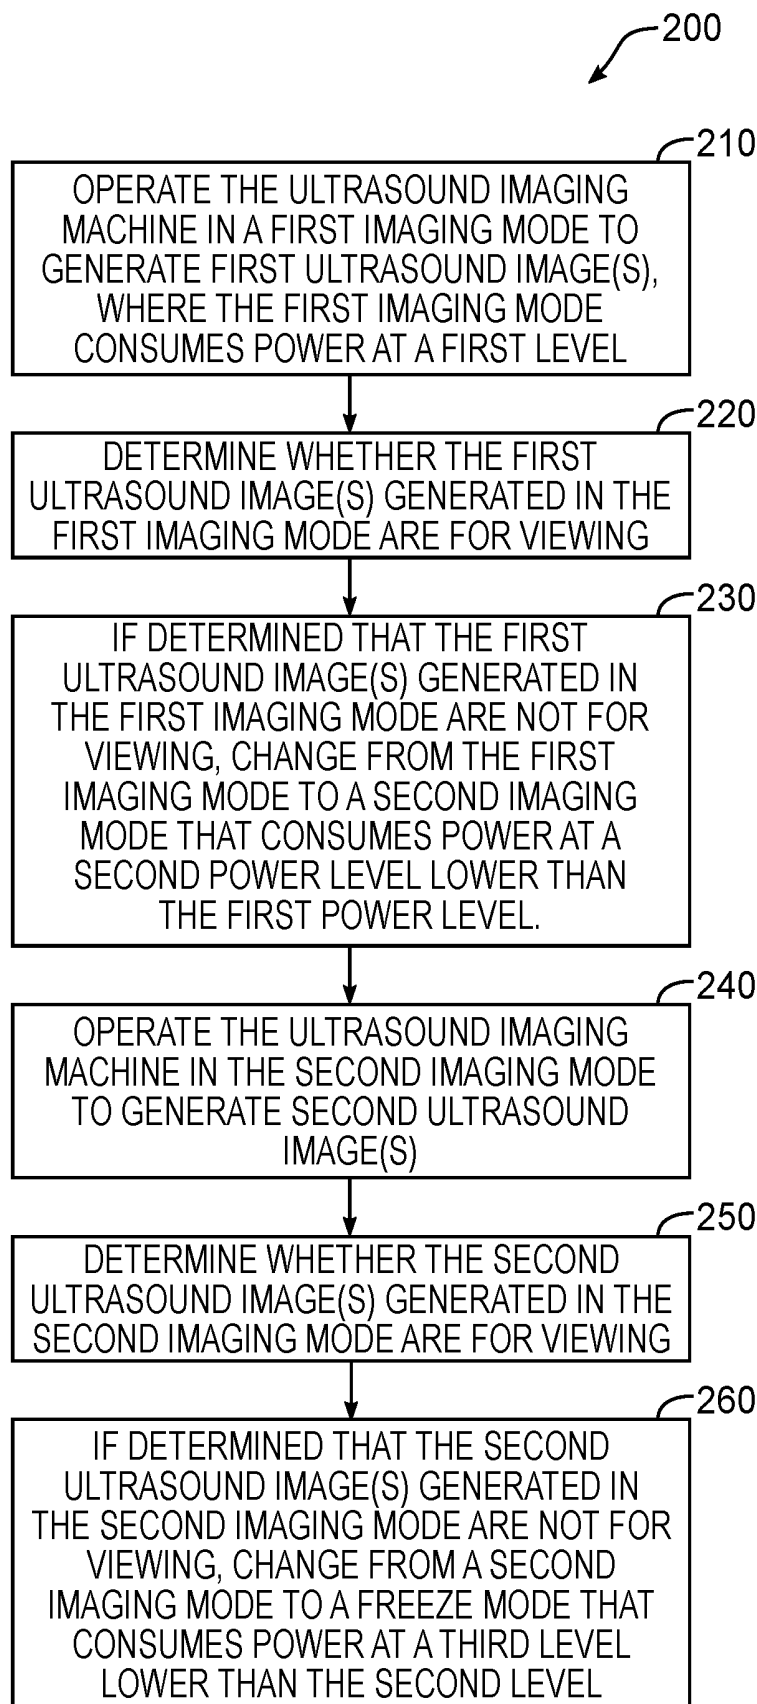 200
210
OPERATE THE ULTRASOUND IMAGING
MACHINE IN A FIRST IMAGING MODE TO
GENERATE FIRST ULTRASOUND IMAGE(S),
WHERE THE FIRST IMAGING MODE
CONSUMES POWER AT A FIRST LEVEL
220
DETERMINE WHETHER THE FIRST
ULTRASOUND IMAGE(S) GENERATED IN THE
FIRST IMAGING MODE ARE FOR VIEWING
230
IF DETERMINED THAT THE FIRST
ULTRASOUND IMAGE(S) GENERATED IN
THE FIRST IMAGING MODE ARE NOT FOR
VIEWING, CHANGE FROM THE FIRST
IMAGING MODE TO A SECOND IMAGING
MODE THAT CONSUMES POWER AT A
SECOND POWER LEVEL LOWER THAN
THE FIRST POWER LEVEL.
240
OPERATE THE ULTRASOUND IMAGING
MACHINE IN THE SECOND IMAGING MODE
TO GENERATE SECOND ULTRASOUND
IMAGE(S)
250
DETERMINE WHETHER THE SECOND
ULTRASOUND IMAGE(S) GENERATED IN THE
SECOND IMAGING MODE ARE FOR VIEWING
260
IF DETERMINED THAT THE SECOND
ULTRASOUND IMAGE(S) GENERATED IN
THE SECOND IMAGING MODE ARE NOT FOR
VIEWING, CHANGE FROM A SECOND
IMAGING MODE TO A FREEZE MODE THAT
CONSUMES POWER AT A THIRD LEVEL
LOWER THAN THE SECOND LEVEL